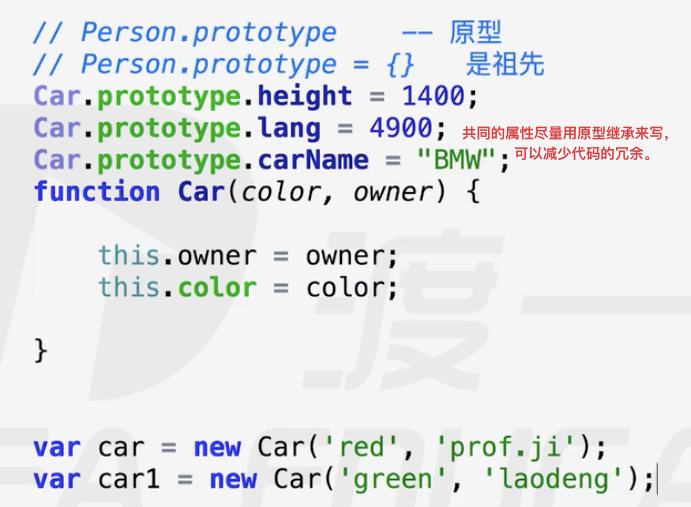 // Person.prototype    -- 原型
// Person.prototype = {}   是祖先
Car.prototype.height = 1400;
Car.prototype.lang = 4900;
共同的属性尽量用原型继承来写，
Car.prototype.carName = "BMW";
可以减少代码的冗余。
function Car(color, owner) {
    this.owner = owner;
    this.color = color;
}
var car = new Car('red', 'prof.ji');
var car1 = new Car('green', 'laodeng');
渡一